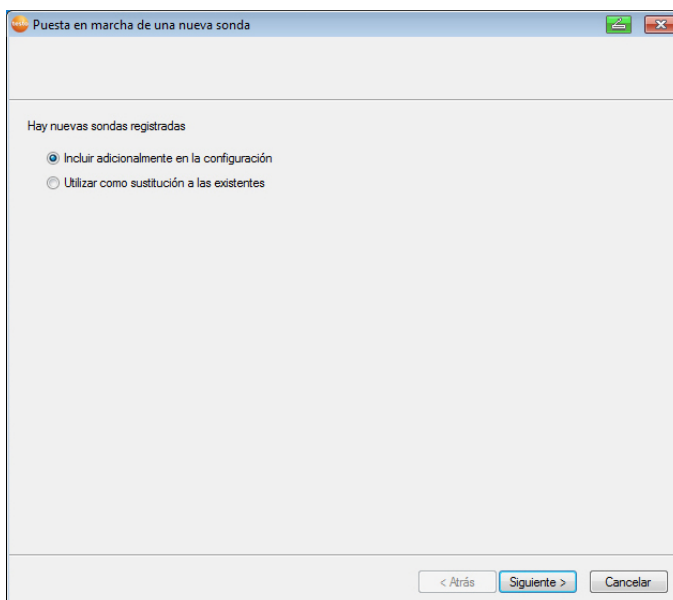 Puesta en marcha de una nueva sonda
Hay nuevas sondas registradas
Incluir adicionalmente en la configuración
Utilizar como sustitución a las existentes
< Atrás
Siguiente >
Cancelar